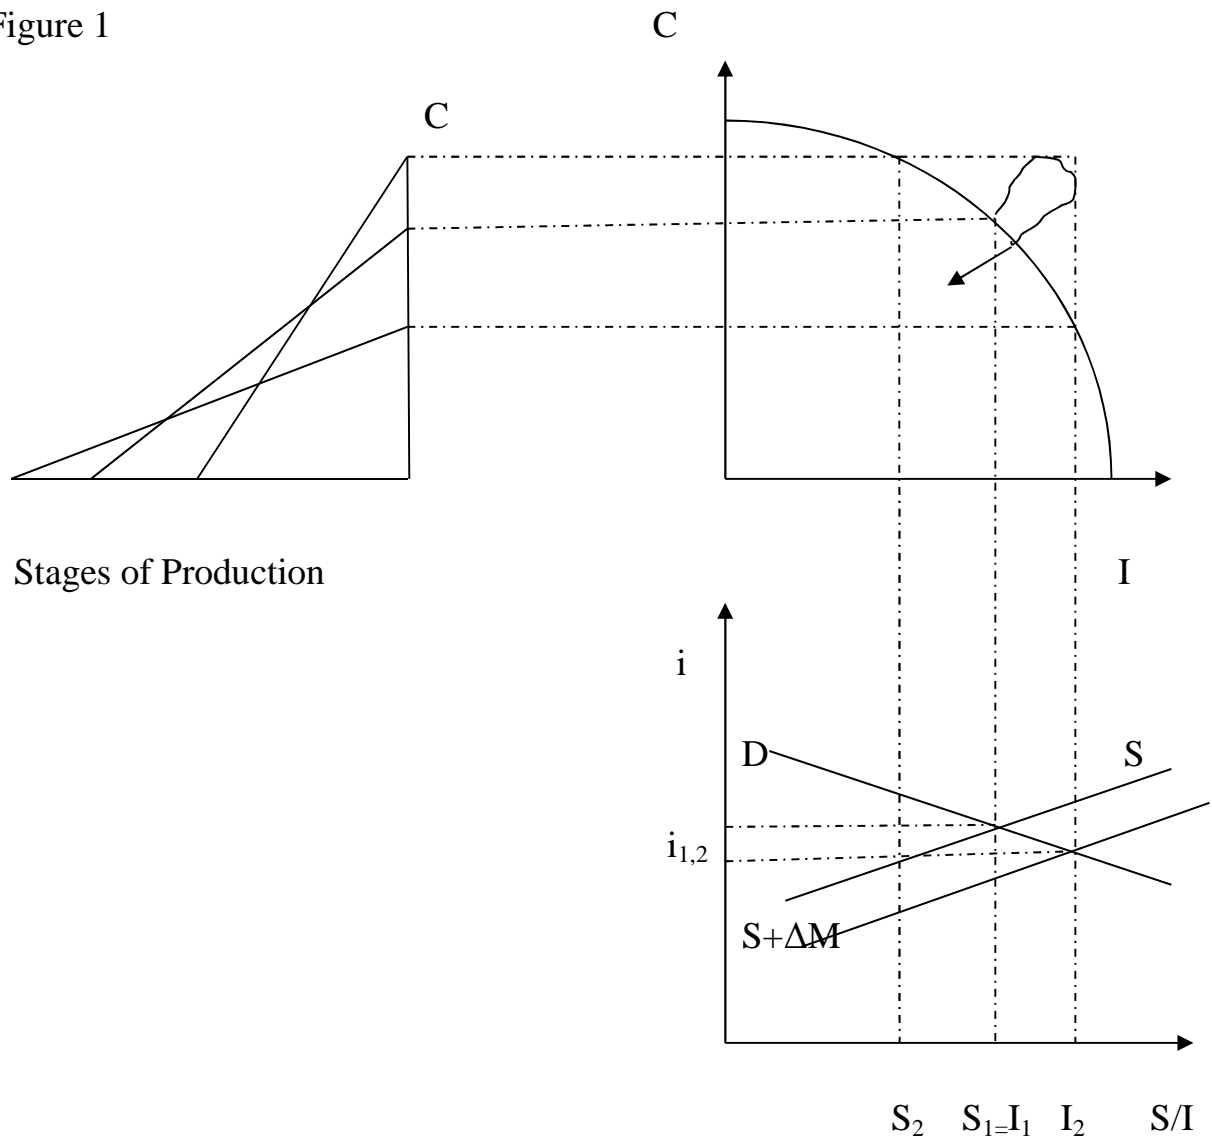 Figure 1
C
C
Stages of Production
I
i
D
S
i1,2
S+ΔM
S2 S1=I1 I2 S/I